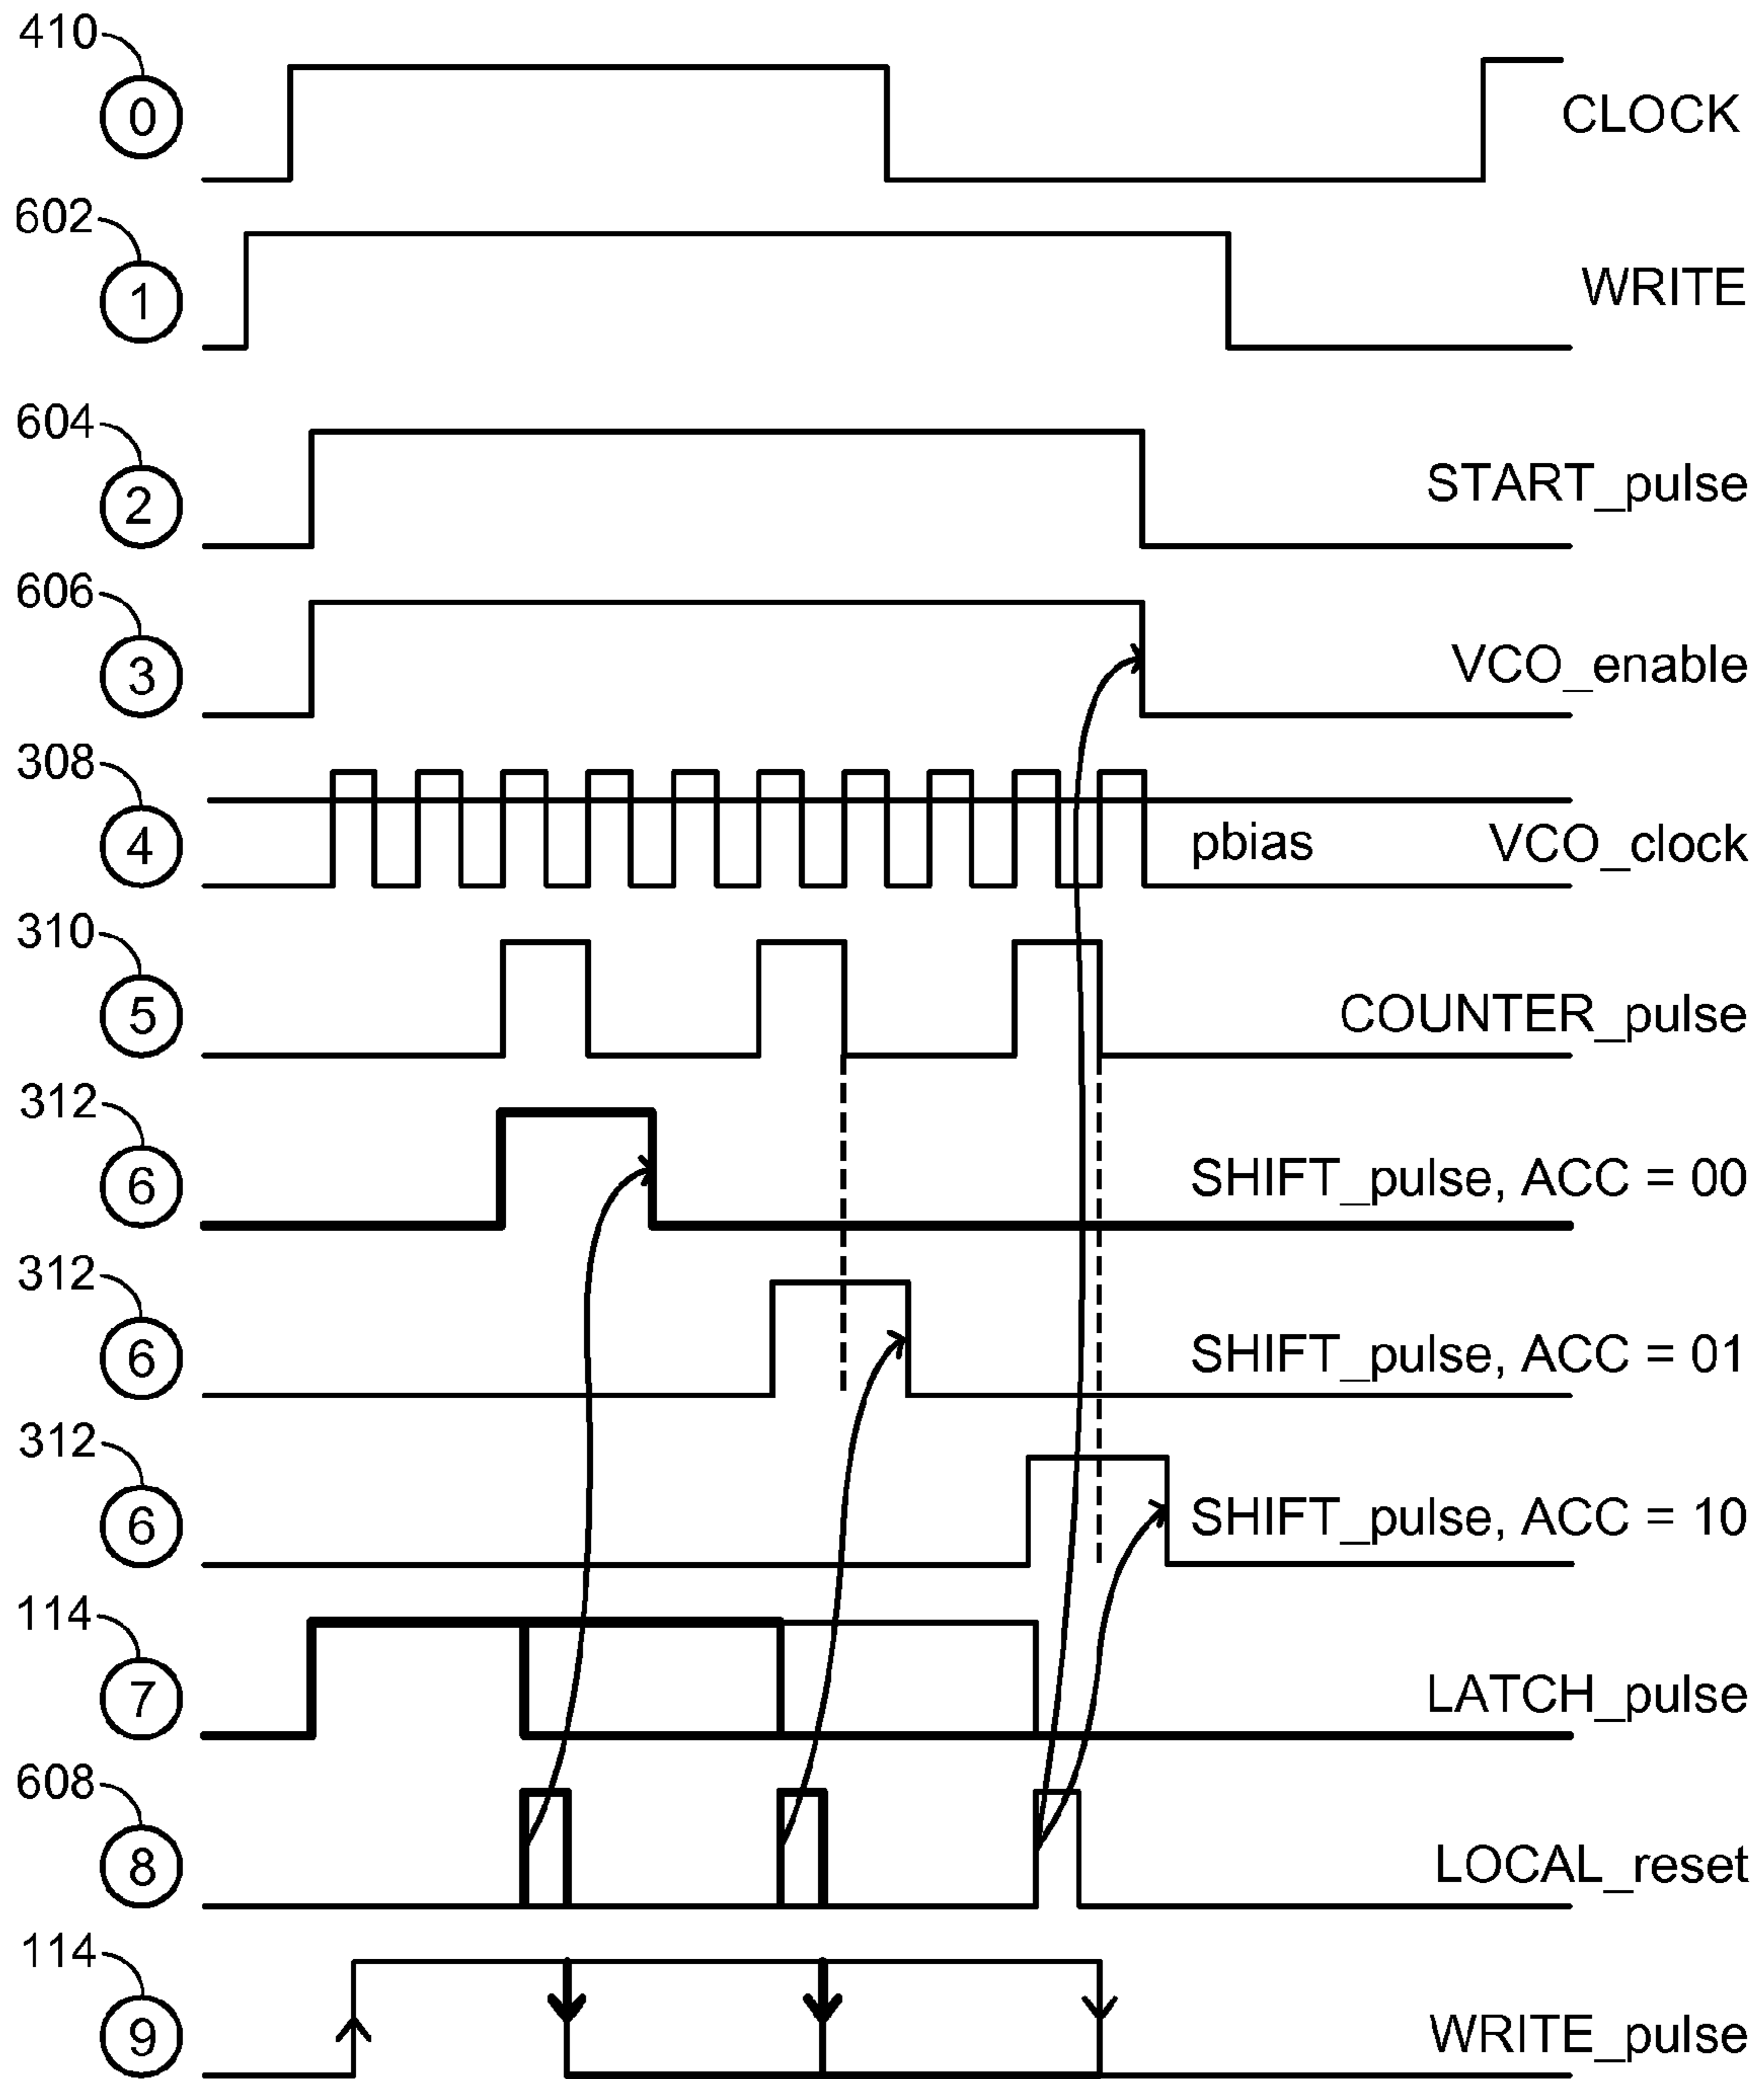 410
0
CLOCK
602
1
WRITE
604
2
START_pulse
606
3
VCO_enable
308
4
pbias VCO_clock
310
5
COUNTER_pulse
312
6
SHIFT_pulse, ACC = 00
312
6
SHIFT_pulse, ACC = 01
312
6
SHIFT_pulse, ACC = 10
114
7
LATCH_pulse
608
8
LOCAL_reset
114
9
WRITE_pulse